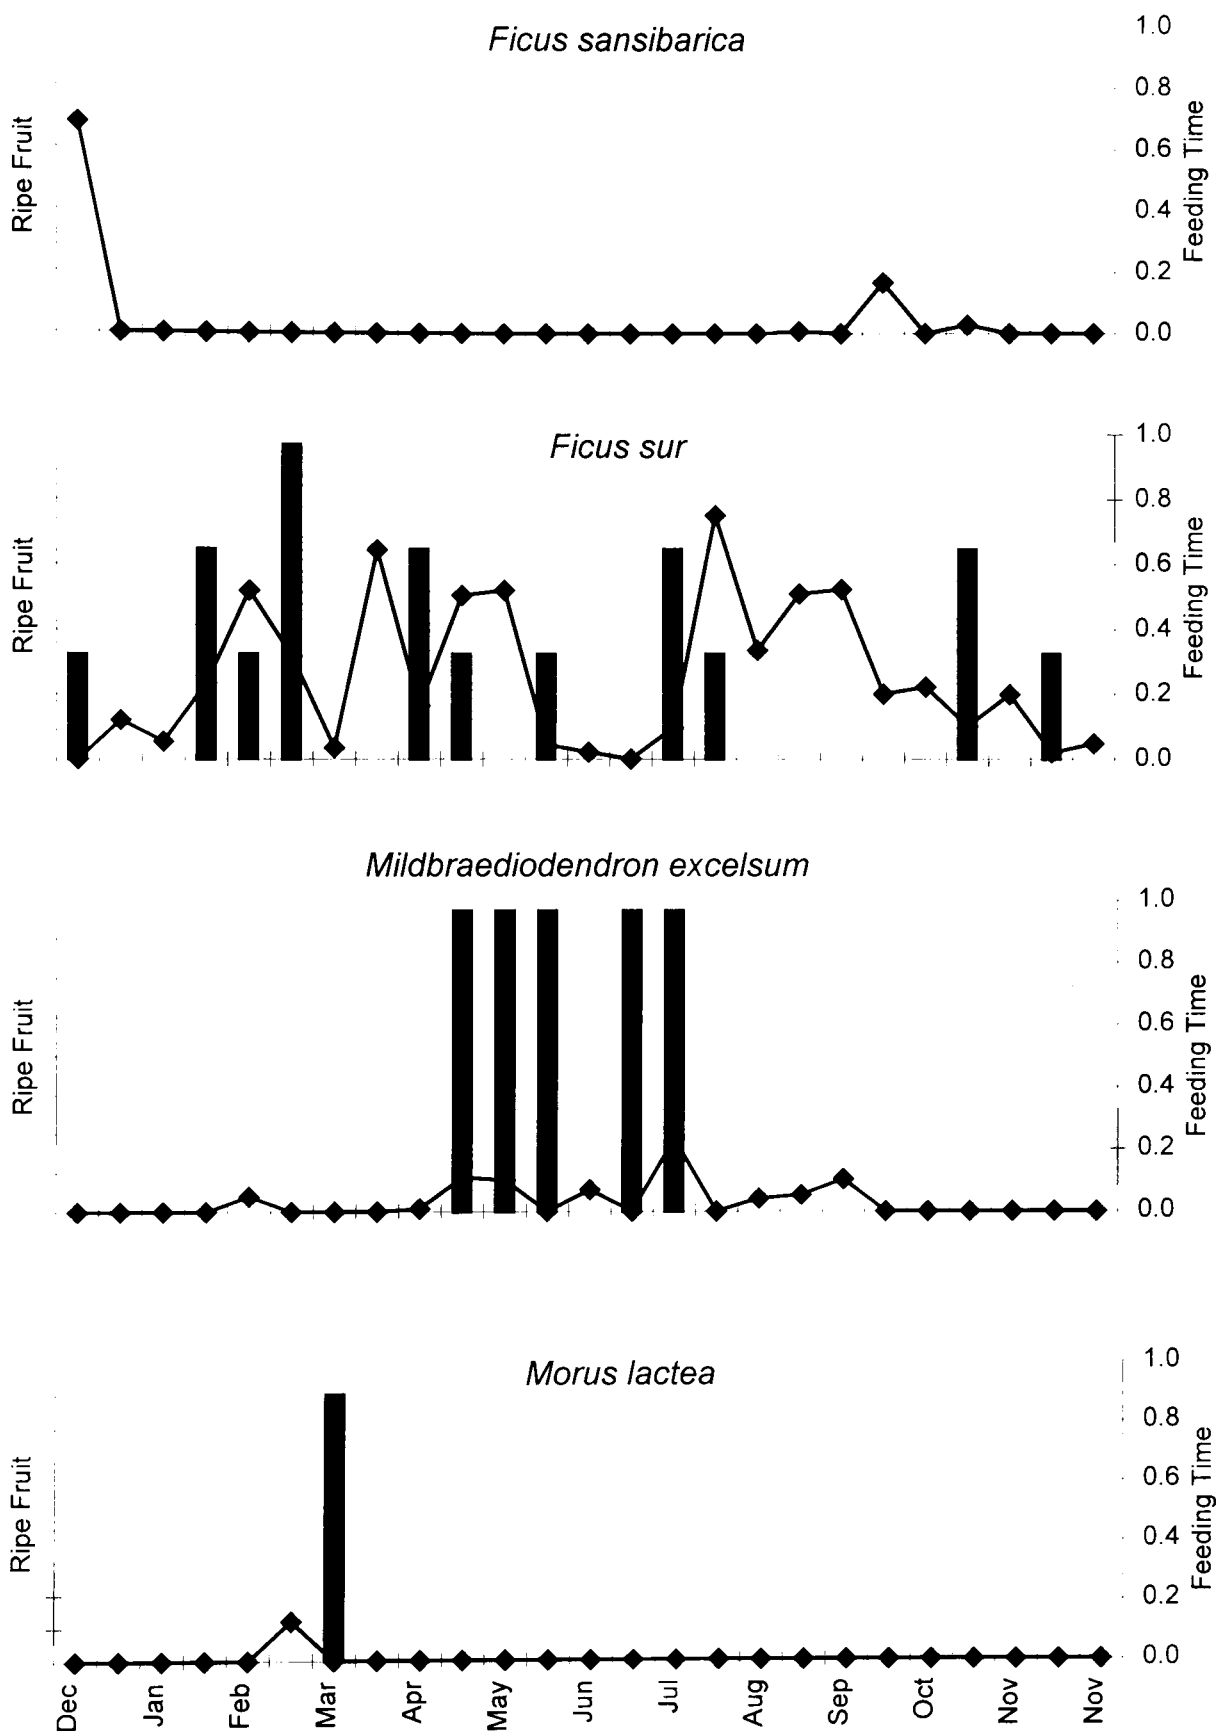 Ficus sansibarica
Ripe Fruit
1.0
0.8
0.6
0.4
0.2
0.0
Feeding Time
Ficus sur
Ripe Fruit
1.0
0.8
0.6
0.4
0.2
0.0
Feeding Time
Mildbraediodendron excelsum
Ripe Fruit
1.0
0.8
0.6
0.4
0.2
0.0
Feeding Time
Morus lactea
Ripe Fruit
1.0
0.8
0.6
0.4
0.2
0.0
Feeding Time
Dec Jan Feb Mar Apr May Jun Jul Aug Sep Oct Nov Nov